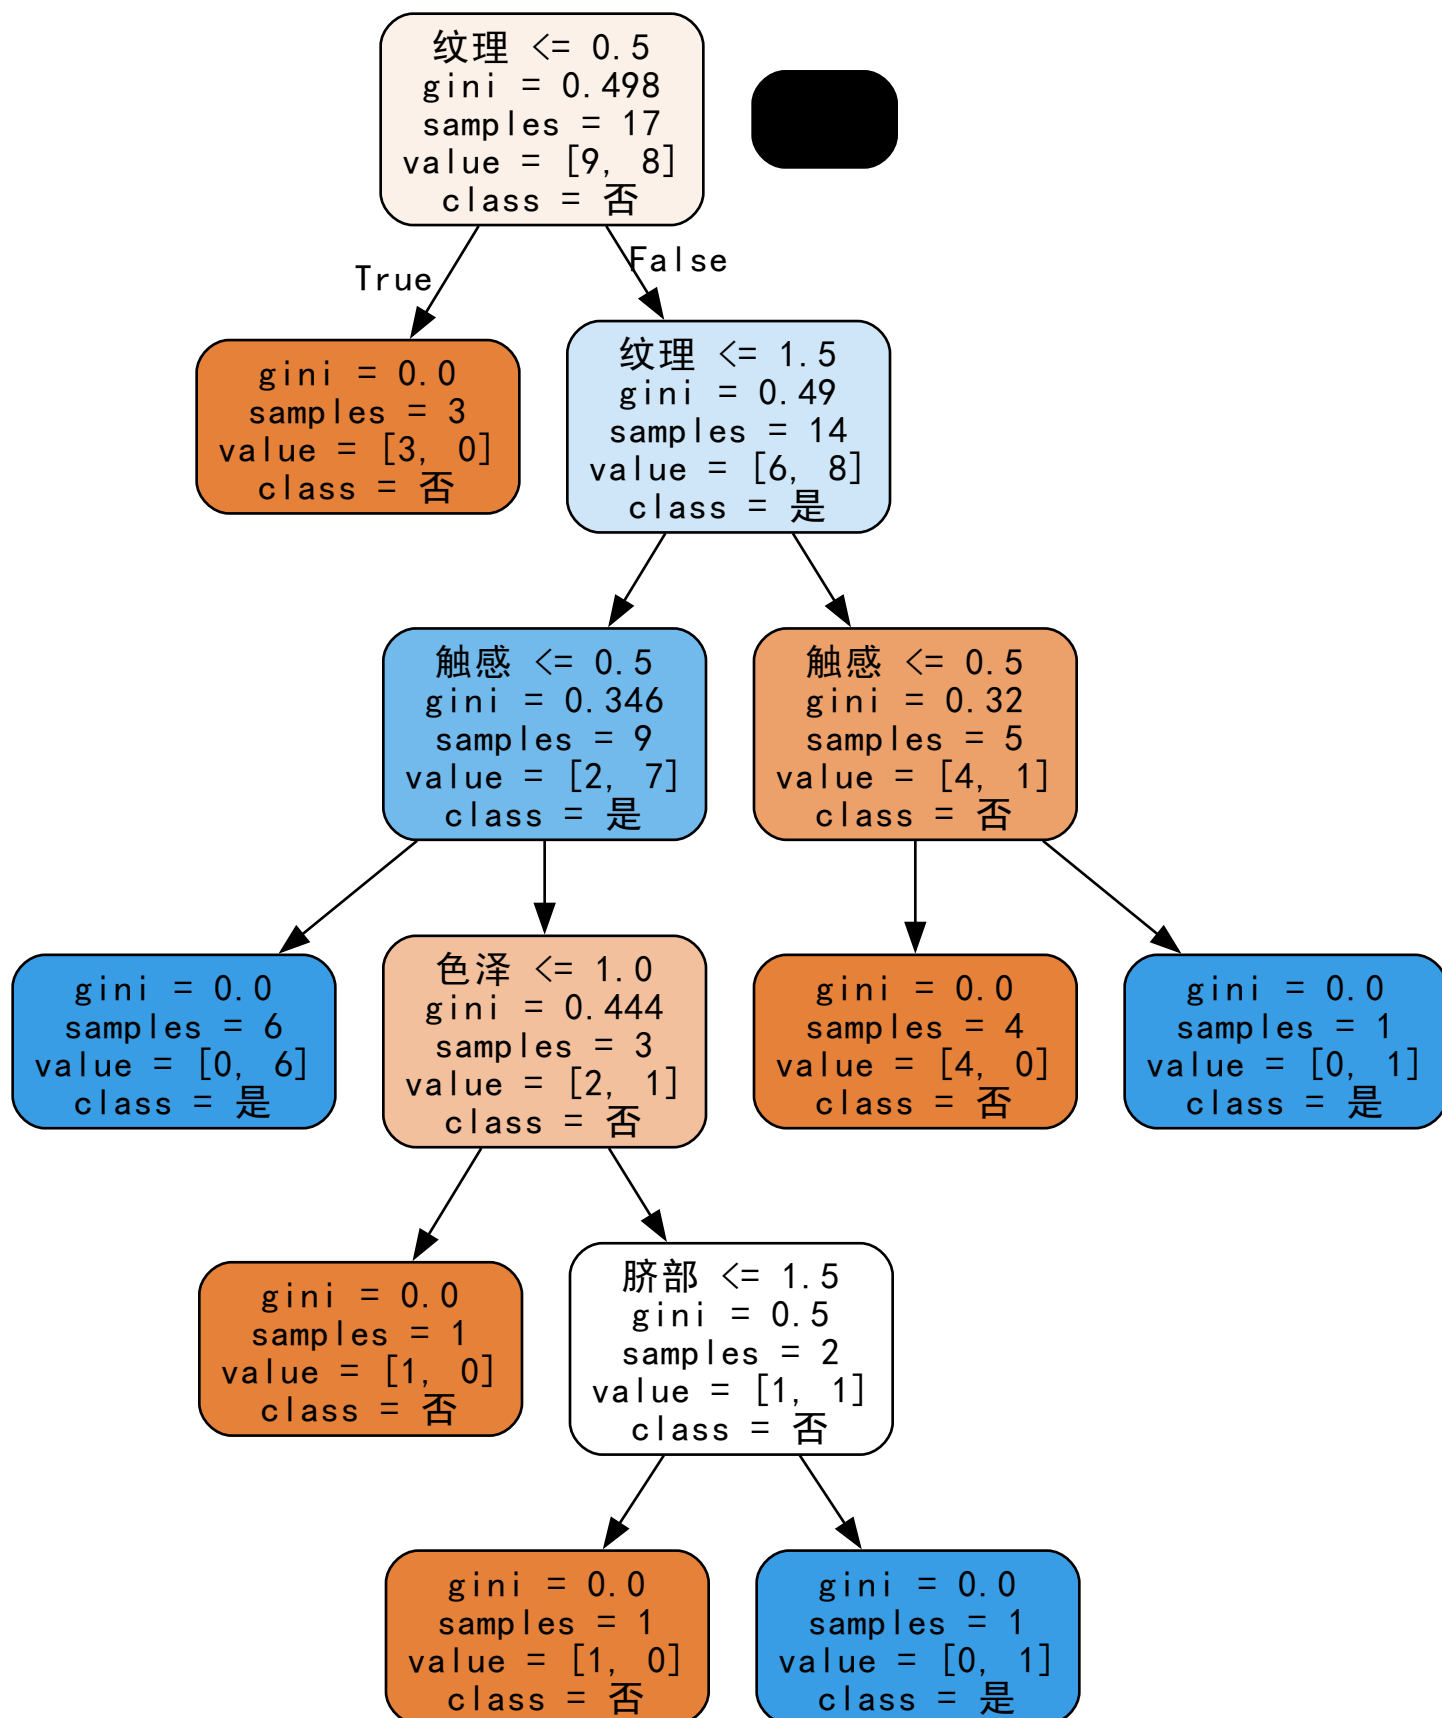 纹理 <= 0.5
gini = 0.498
samples = 17
value = [9, 8]
class = 否
True
False
gini = 0.0
samples = 3
value = [3, 0]
class = 否
纹理 <= 1.5
gini = 0.49
samples = 14
value = [6, 8]
class = 是
触感 <= 0.5
gini = 0.346
samples = 9
value = [2, 7]
class = 是
触感 <= 0.5
gini = 0.32
samples = 5
value = [4, 1]
class = 否
gini = 0.0
samples = 6
value = [0, 6]
class = 是
色泽 <= 1.0
gini = 0.444
samples = 3
value = [2, 1]
class = 否
gini = 0.0
samples = 4
value = [4, 0]
class = 否
gini = 0.0
samples = 1
value = [0, 1]
class = 是
gini = 0.0
samples = 1
value = [1, 0]
class = 否
脐部 <= 1.5
gini = 0.5
samples = 2
value = [1, 1]
class = 否
gini = 0.0
samples = 1
value = [1, 0]
class = 否
gini = 0.0
samples = 1
value = [0, 1]
class = 是